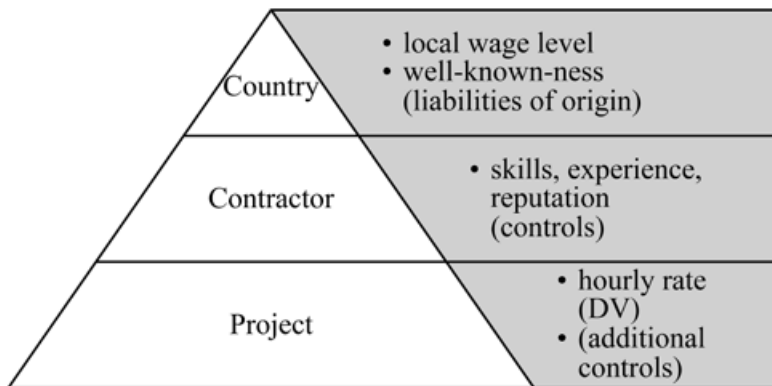 Country
• local wage level
• well-known-ness
(liabilities of origin)
Contractor
• skills, experience,
reputation
(controls)
Project
• hourly rate
(DV)
• (additional
controls)